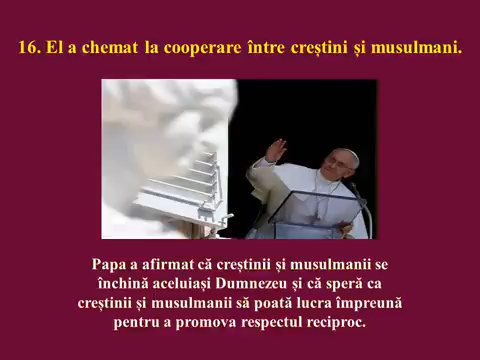 16. El a chemat la cooperare între creștini și musulmani.
Papa a afirmat că creștinii și musulmanii se
închină aceluiași Dumnezeu și că speră ca
creștinii și musulmanii să poată lucra împreună
pentru a promova respectul reciproc.